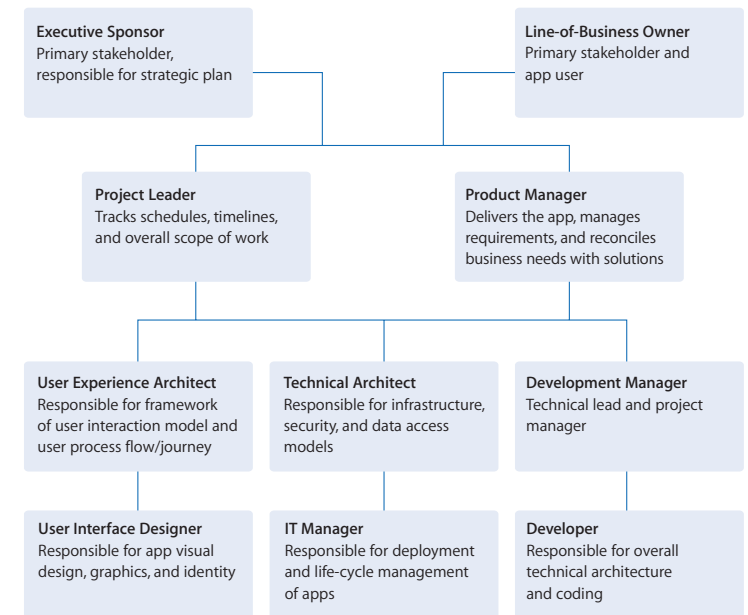 Executive Sponsor
Primary stakeholder,
responsible for strategic plan
Line-of-Business Owner
Primary stakeholder and
app user
Project Leader
Tracks schedules, timelines,
and overall scope of work
Product Manager
Delivers the app, manages
requirements, and reconciles
business needs with solutions
User Experience Architect
Responsible for framework
of user interaction model and
user process flow/journey
Technical Architect
Responsible for infrastructure,
security, and data access
models
Development Manager
Technical lead and project
manager
User Interface Designer
Responsible for app visual
design, graphics, and identity
IT Manager
Responsible for deployment
and life-cycle management
of apps
Developer
Responsible for overall
technical architecture
and coding